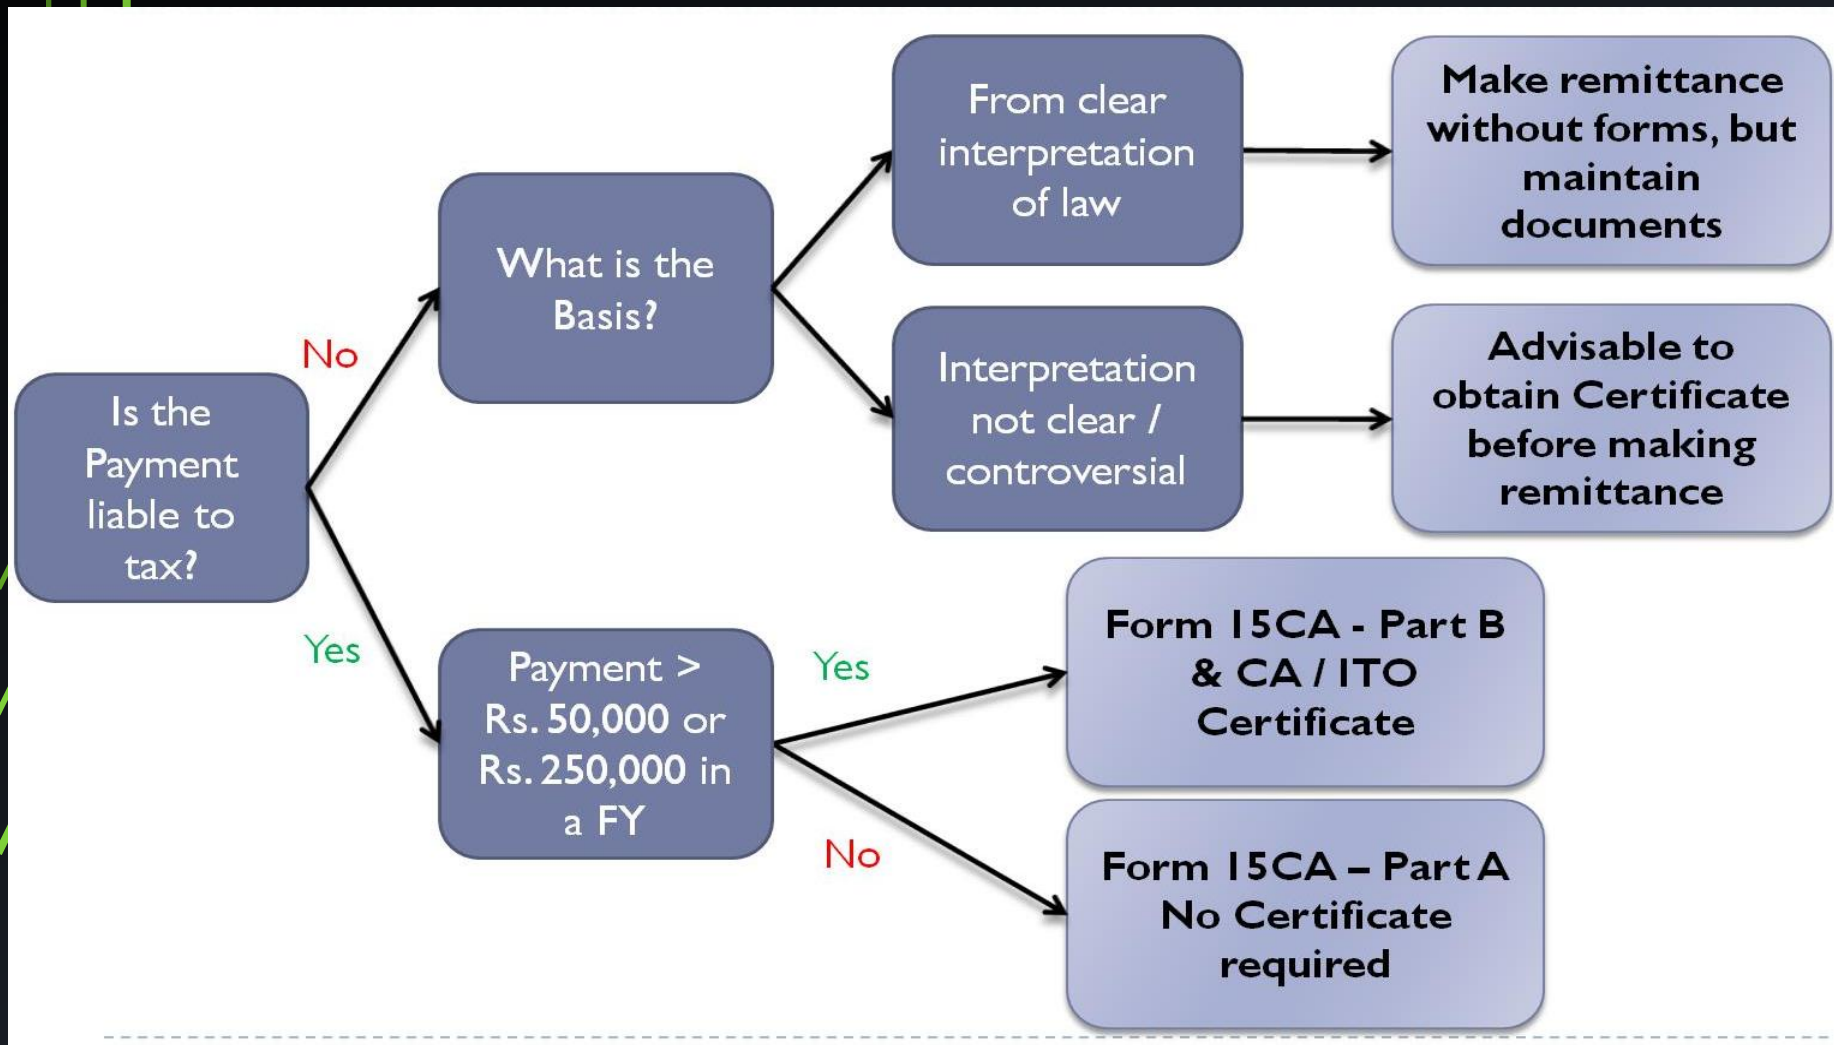 Is the
Payment
liable to
tax?
No
Yes
What is the
Basis?
From clear
interpretation
of law
Make remittance
without forms, but
maintain
documents
Interpretation
not clear /
controversial
Advisable to
obtain Certificate
before making
remittance
Payment >
Rs. 50,000 or
Rs. 250,000 in
a FY
Yes
No
Form 15CA - Part B
& CA / ITO
Certificate
Form 15CA – Part A
No Certificate
required